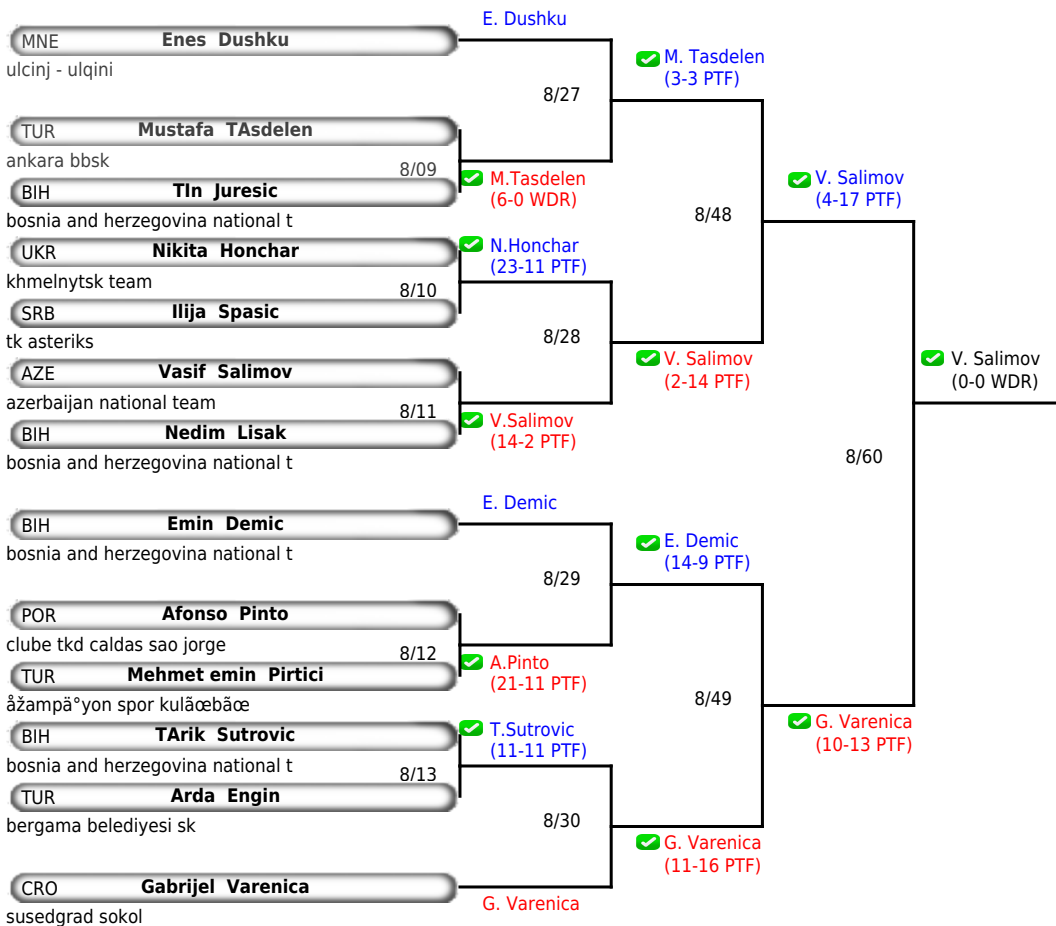 E. Dushku
MNE Enes Dushku
ulcinj - ulqini
M. Tasdelen
(3-3 PTF)
8/27
TUR Mustafa TAsdelen
ankara bbsk
8/09
M.Tasdelen
(6-0 WDR)
BIH TIn Juresic
bosnia and herzegovina national t
V. Salimov
(4-17 PTF)
8/48
UKR Nikita Honchar
khmelnytsk team
N.Honchar
(23-11 PTF)
8/10
SRB Ilija Spasic
tk asteriks
8/28
V. Salimov
(2-14 PTF)
V. Salimov
(0-0 WDR)
AZE Vasif Salimov
azerbaijan national team
8/11
V.Salimov
(14-2 PTF)
BIH Nedim Lisak
bosnia and herzegovina national t
8/60
E. Demic
BIH Emin Demic
bosnia and herzegovina national t
E. Demic
(14-9 PTF)
8/29
POR Afonso Pinto
clube tkd caldas sao jorge
8/12
A.Pinto
(21-11 PTF)
TUR Mehmet emin Pirtici
åžampä°yon spor kulãœbãœ
8/49
G. Varenica
(10-13 PTF)
BIH TArik Sutrovic
bosnia and herzegovina national t
T.Sutrovic
(11-11 PTF)
8/13
TUR Arda Engin
bergama belediyesi sk
8/30
G. Varenica
(11-16 PTF)
CRO Gabrijel Varenica
susedgrad sokol
G. Varenica